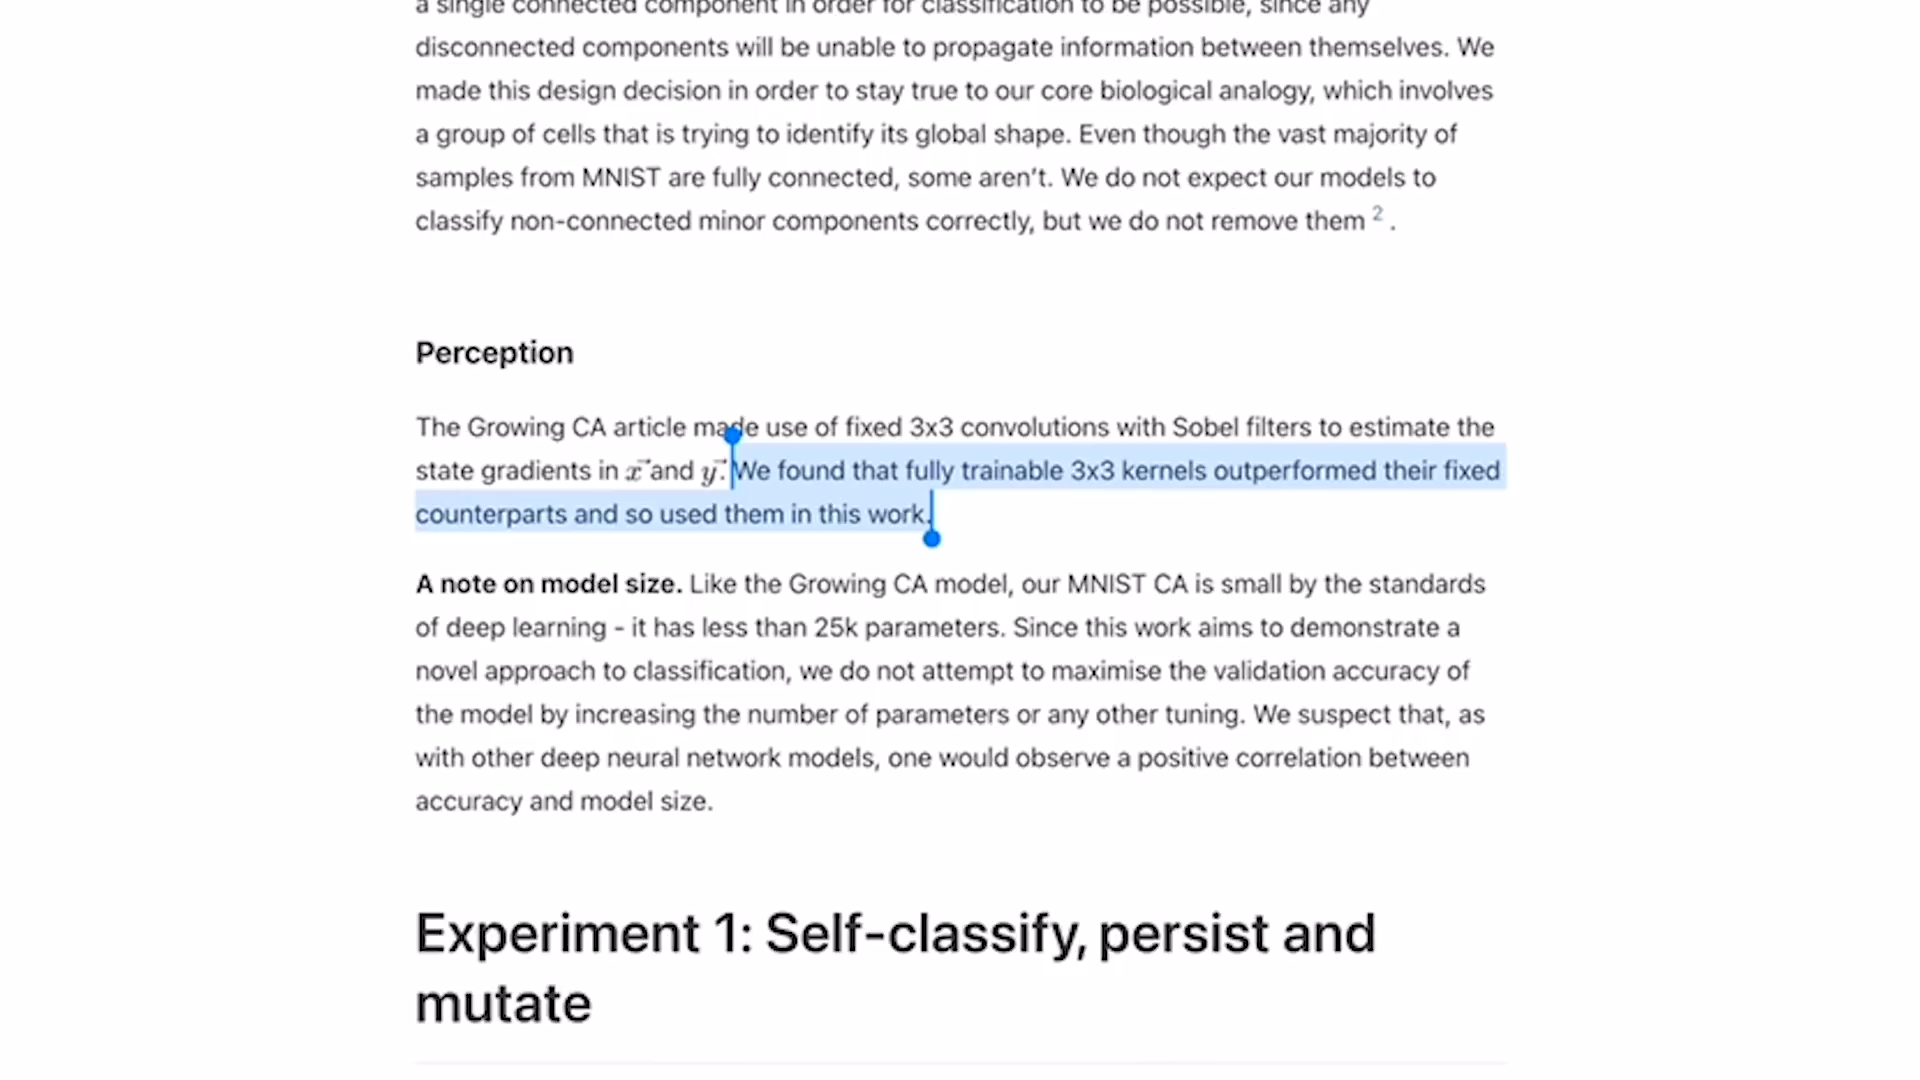 a single connected component in order for classification to be possible, since any
disconnected components will be unable to propagate information between themselves. We
made this design decision in order to stay true to our core biological analogy, which involves
a group of cells that is trying to identify its global shape. Even though the vast majority of
samples from MNIST are fully connected, some aren't. We do not expect our models to
classify non-connected minor components correctly, but we do not remove them ².
Perception
The Growing CA article made use of fixed 3x3 convolutions with Sobel filters to estimate the
state gradients in x⃗ and y⃗. We found that fully trainable 3x3 kernels outperformed their fixed
counterparts and so used them in this work.
A note on model size. Like the Growing CA model, our MNIST CA is small by the standards
of deep learning - it has less than 25k parameters. Since this work aims to demonstrate a
novel approach to classification, we do not attempt to maximise the validation accuracy of
the model by increasing the number of parameters or any other tuning. We suspect that, as
with other deep neural network models, one would observe a positive correlation between
accuracy and model size.
Experiment 1: Self-classify, persist and
mutate